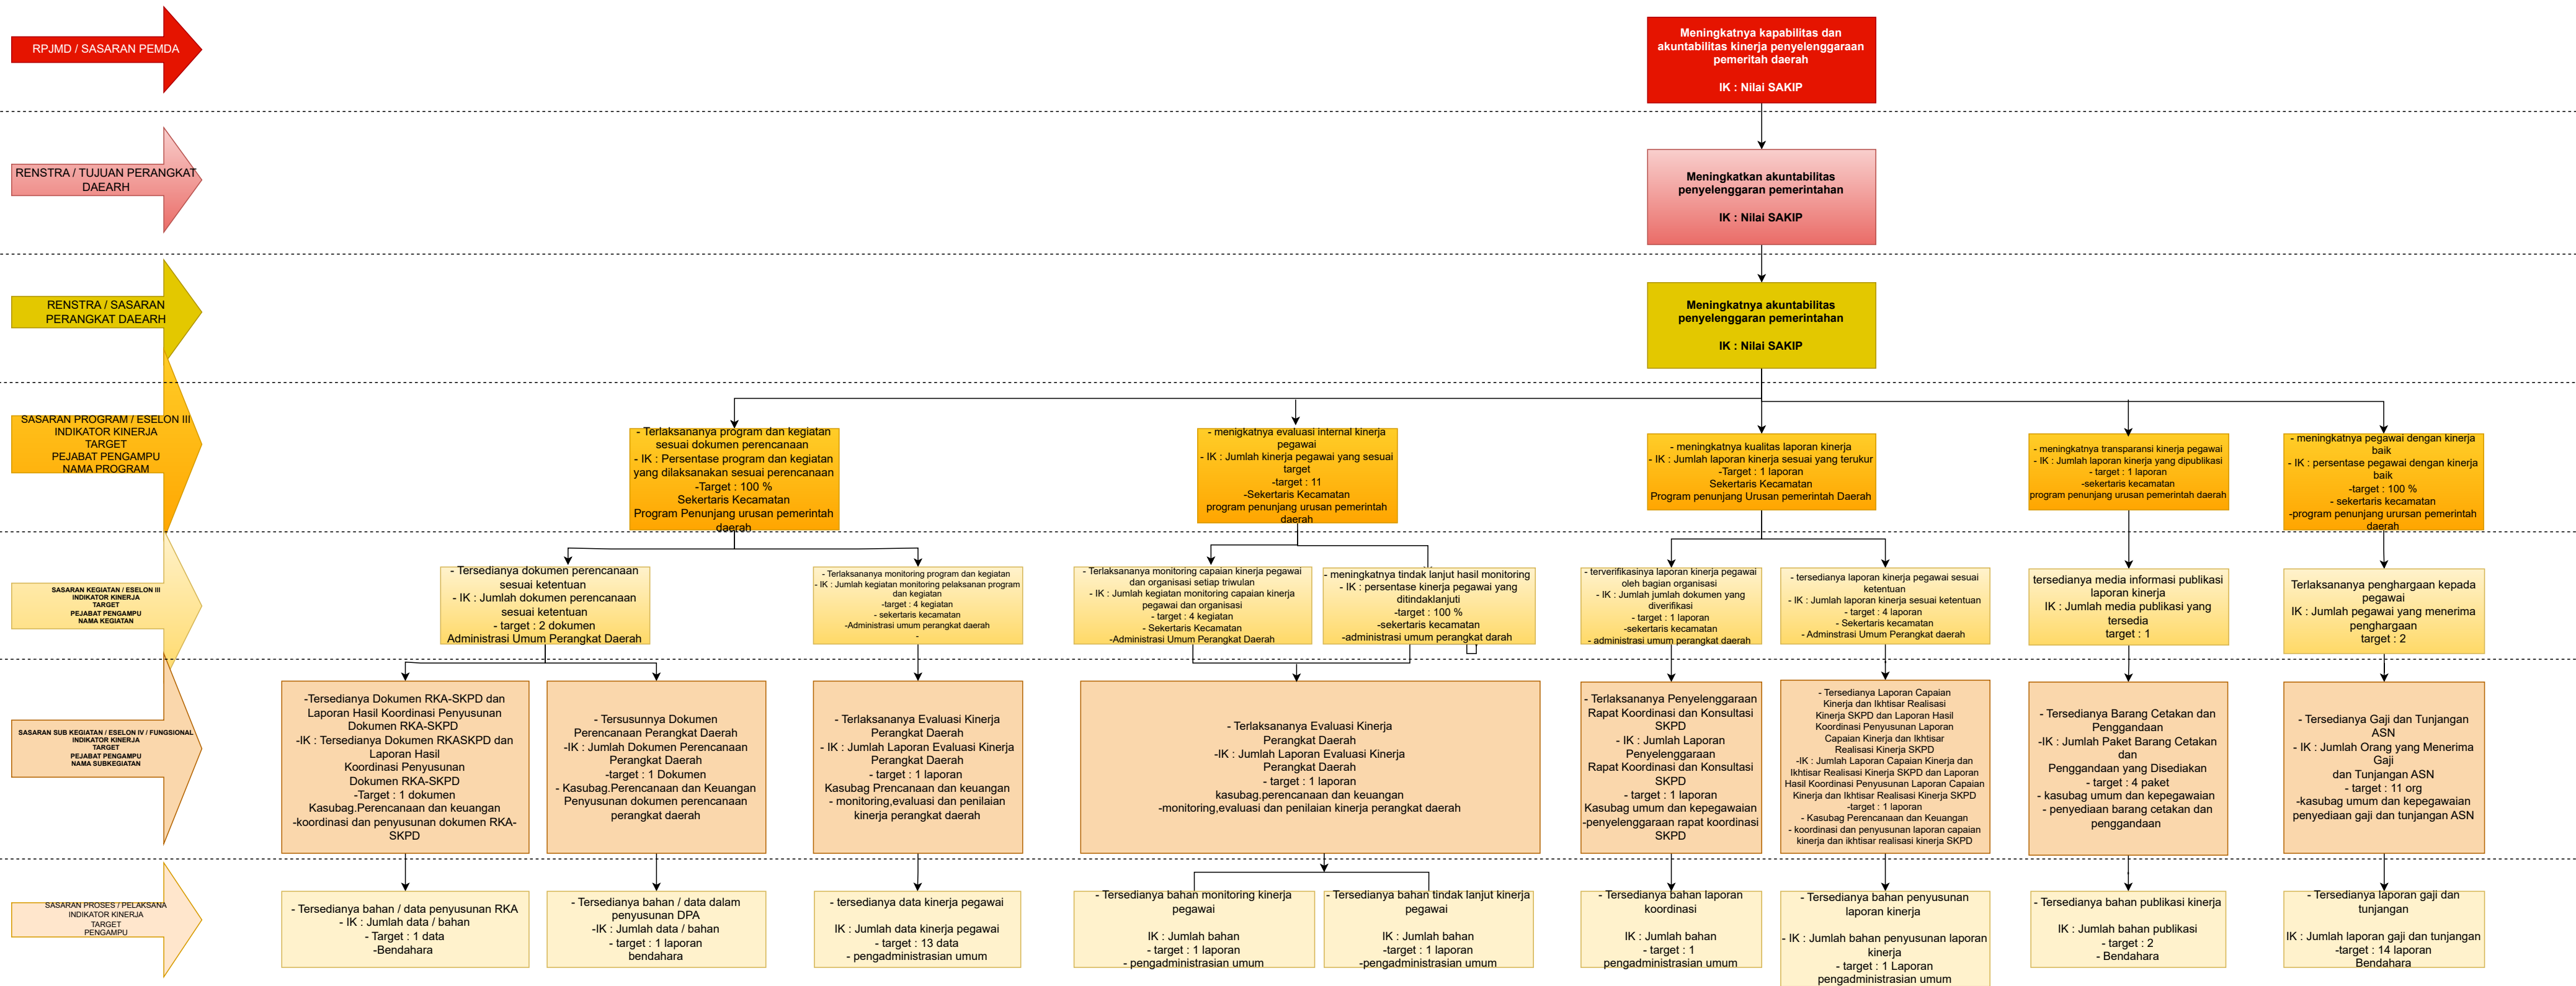 RPJMD / SASARAN PEMDA
Meningkatnya kapabilitas dan
akuntabilitas kinerja penyelenggaraan
pemeritah daerah
IK : Nilai SAKIP
RENSTRA / TUJUAN PERANGKAT
DAEARH
Meningkatkan akuntabilitas
penyelenggaran pemerintahan
IK : Nilai SAKIP
RENSTRA / SASARAN
PERANGKAT DAEARH
Meningkatnya akuntabilitas
penyelenggaran pemerintahan
IK : Nilai SAKIP
SASARAN PROGRAM / ESELON III
INDIKATOR KINERJA
TARGET
PEJABAT PENGAMPU
NAMA PROGRAM
- Terlaksananya program dan kegiatan
sesuai dokumen perencanaan
- IK : Persentase program dan kegiatan
yang dilaksanakan sesuai perencanaan
-Target : 100 %
Sekertaris Kecamatan
Program Penunjang urusan pemerintah
daerah
- menigkatnya evaluasi internal kinerja
pegawai
- IK : Jumlah kinerja pegawai yang sesuai
target
-target : 11
-Sekertaris Kecamatan
program penunjang urusan pemerintah
daerah
- meningkatnya kualitas laporan kinerja
- IK : Jumlah laporan kinerja sesuai yang terukur
-Target : 1 laporan
Sekertaris Kecamatan
Program penunjang Urusan pemerintah Daerah
- meningkatnya transparansi kinerja pegawai
- IK : Jumlah laporan kinerja yang dipublikasi
- target : 1 laporan
-sekertaris kecamatan
program penunjang urusan pemerintah daerah
- meningkatnya pegawai dengan kinerja
baik
- IK : persentase pegawai dengan kinerja
baik
-target : 100 %
- sekertaris kecamatan
-program penunjang urursan pemerintah
daerah
SASARAN KEGIATAN / ESELON III
INDIKATOR KINERJA
TARGET
PEJABAT PENGAMPU
NAMA KEGIATAN
- Tersedianya dokumen perencanaan
sesuai ketentuan
- IK : Jumlah dokumen perencanaan
sesuai ketentuan
- target : 2 dokumen
Administrasi Umum Perangkat Daerah
- Terlaksananya monitoring program dan kegiatan
- IK : Jumlah kegiatan monitoring pelaksanan program
dan kegiatan
-target : 4 kegiatan
- sekertaris kecamatan
-Administrasi umum perangkat daerah
-
- Terlaksananya monitoring capaian kinerja pegawai
dan organisasi setiap triwulan
- IK : Jumlah kegiatan monitoring capaian kinerja
pegawai dan organisasi
- target : 4 kegiatan
- Sekertaris Kecamatan
-Administrasi Umum Perangkat Daerah
- meningkatnya tindak lanjut hasil monitoring
- IK : persentase kinerja pegawai yang
ditindaklanjuti
-target : 100 %
-sekertaris kecamatan
-administrasi umum perangkat darah
- terverifikasinya laporan kinerja pegawai
oleh bagian organisasi
- IK : Jumlah jumlah dokumen yang
diverifikasi
- target : 1 laporan
-sekertaris kecamatan
- administrasi umum perangkat daerah
- tersedianya laporan kinerja pegawai sesuai
ketentuan
- IK : Jumlah laporan kinerja sesuai ketentuan
- target : 4 laporan
- Sekertaris kecamatan
- Adminstrasi Umum Perangkat daerah
tersedianya media informasi publikasi
laporan kinerja
IK : Jumlah media publikasi yang
tersedia
target : 1
Terlaksananya penghargaan kepada
pegawai
IK : Jumlah pegawai yang menerima
penghargaan
target : 2
SASARAN SUB KEGIATAN / ESELON IV / FUNGSIONAL
INDIKATOR KINERJA
TARGET
PEJABAT PENGAMPU
NAMA SUBKEGIATAN
-Tersedianya Dokumen RKA-SKPD dan
Laporan Hasil Koordinasi Penyusunan
Dokumen RKA-SKPD
-IK : Tersedianya Dokumen RKASKPD dan
Laporan Hasil
Koordinasi Penyusunan
Dokumen RKA-SKPD
-Target : 1 dokumen
Kasubag.Perencanaan dan keuangan
-koordinasi dan penyusunan dokumen RKA-
SKPD
- Tersusunnya Dokumen
Perencanaan Perangkat Daerah
-IK : Jumlah Dokumen Perencanaan
Perangkat Daerah
-target : 1 Dokumen
- Kasubag.Perencanaan dan Keuangan
Penyusunan dokumen perencanaan
perangkat daerah
- Terlaksananya Evaluasi Kinerja
Perangkat Daerah
- IK : Jumlah Laporan Evaluasi Kinerja
Perangkat Daerah
- target : 1 laporan
Kasubag Prencanaan dan keuangan
- monitoring,evaluasi dan penilaian
kinerja perangkat daerah
- Terlaksananya Evaluasi Kinerja
Perangkat Daerah
-IK : Jumlah Laporan Evaluasi Kinerja
Perangkat Daerah
- target : 1 laporan
kasubag.perencanaan dan keuangan
-monitoring,evaluasi dan penilaian kinerja perangkat daerah
- Terlaksananya Penyelenggaraan
Rapat Koordinasi dan Konsultasi
SKPD
- IK : Jumlah Laporan
Penyelenggaraan
Rapat Koordinasi dan Konsultasi
SKPD
- target : 1 laporan
Kasubag umum dan kepegawaian
-penyelenggaraan rapat koordinasi
SKPD
- Tersedianya Laporan Capaian
Kinerja dan Ikhtisar Realisasi
Kinerja SKPD dan Laporan Hasil
Koordinasi Penyusunan Laporan
Capaian Kinerja dan Ikhtisar
Realisasi Kinerja SKPD
-IK : Jumlah Laporan Capaian Kinerja dan
Ikhtisar Realisasi Kinerja SKPD dan Laporan
Hasil Koordinasi Penyusunan Laporan Capaian
Kinerja dan Ikhtisar Realisasi Kinerja SKPD
-target : 1 laporan
- Kasubag Perencanaan dan Keuangan
- koordinasi dan penyusunan laporan capaian
kinerja dan ikhtisar realisasi kinerja SKPD
- Tersedianya Barang Cetakan dan
Penggandaan
-IK : Jumlah Paket Barang Cetakan
dan
Penggandaan yang Disediakan
- target : 4 paket
- kasubag umum dan kepegawaian
- penyediaan barang cetakan dan
penggandaan
- Tersedianya Gaji dan Tunjangan
ASN
- IK : Jumlah Orang yang Menerima
Gaji
dan Tunjangan ASN
- target : 11 org
-kasubag umum dan kepegawaian
penyediaan gaji dan tunjangan ASN
SASARAN PROSES / PELAKSANA
INDIKATOR KINERJA
TARGET
PENGAMPU
- Tersedianya bahan / data penyusunan RKA
- IK : Jumlah data / bahan
- Target : 1 data
-Bendahara
- Tersedianya bahan / data dalam
penyusunan DPA
-IK : Jumlah data / bahan
- target : 1 laporan
bendahara
- tersedianya data kinerja pegawai
IK : Jumlah data kinerja pegawai
- target : 13 data
- pengadministrasian umum
- Tersedianya bahan monitoring kinerja
pegawai
IK : Jumlah bahan
- target : 1 laporan
- pengadministrasian umum
- Tersedianya bahan tindak lanjut kinerja
pegawai
IK : Jumlah bahan
-target : 1 laporan
-pengadministrasian umum
- Tersedianya bahan laporan
koordinasi
IK : Jumlah bahan
- target : 1
pengadministrasian umum
- Tersedianya bahan penyusunan
laporan kinerja
- IK : Jumlah bahan penyusunan laporan
kinerja
- target : 1 Laporan
pengadministrasian umum
- Tersedianya bahan publikasi kinerja
IK : Jumlah bahan publikasi
- target : 2
- Bendahara
- Tersedianya laporan gaji dan
tunjangan
IK : Jumlah laporan gaji dan tunjangan
-target : 14 laporan
Bendahara